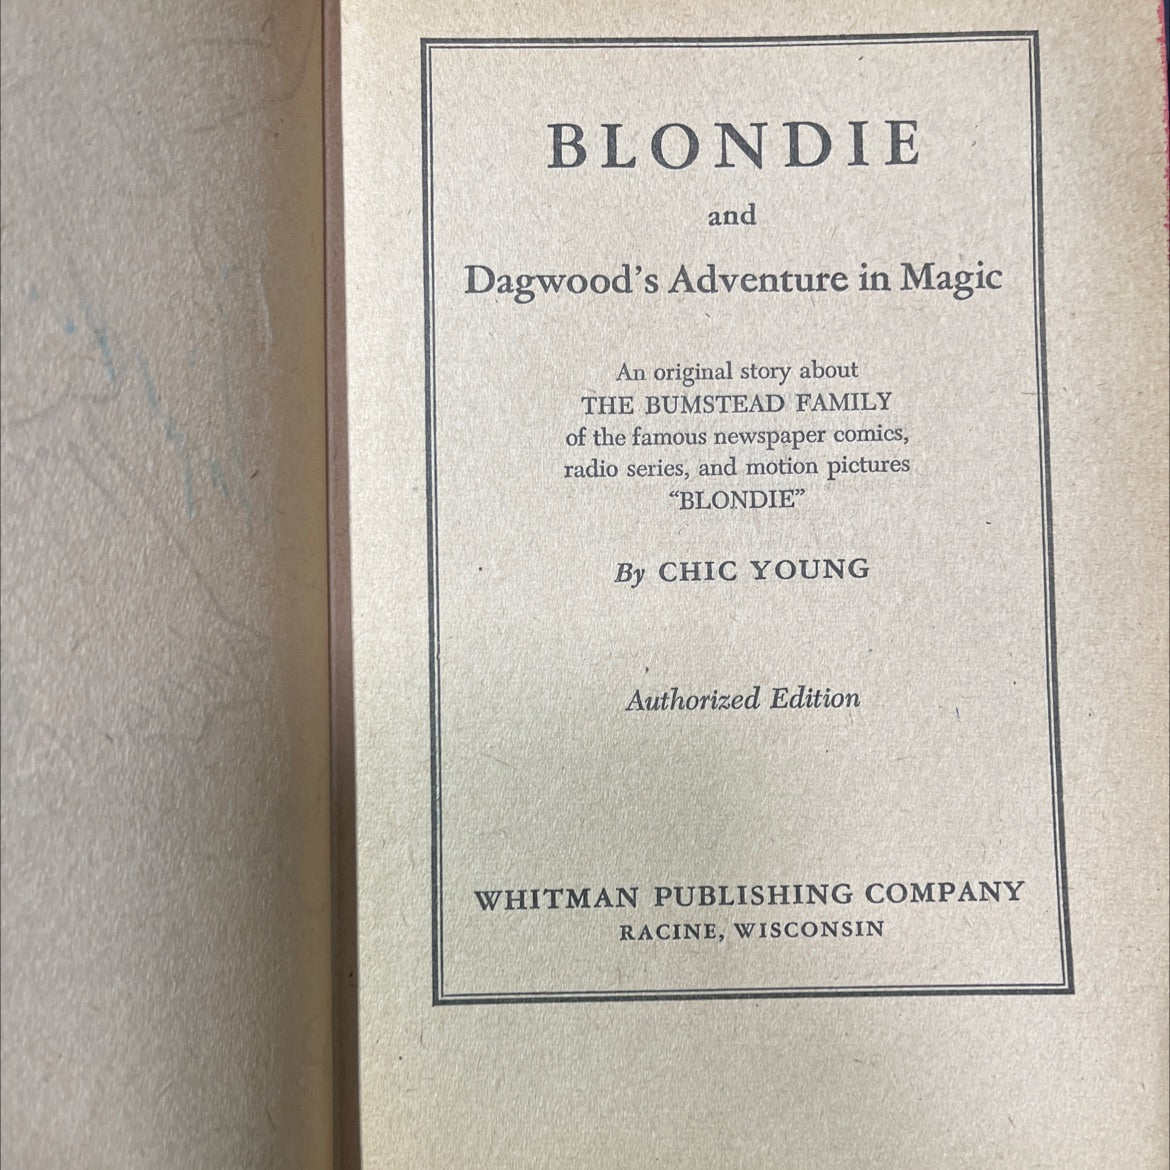 BLONDIE
and
Dagwood’s Adventure in Magic
An original story about
THE BUMSTEAD FAMILY
of the famous newspaper comics,
radio series, and motion pictures
“BLONDIE”
By CHIC YOUNG
Authorized Edition
WHITMAN PUBLISHING COMPANY
RACINE, WISCONSIN